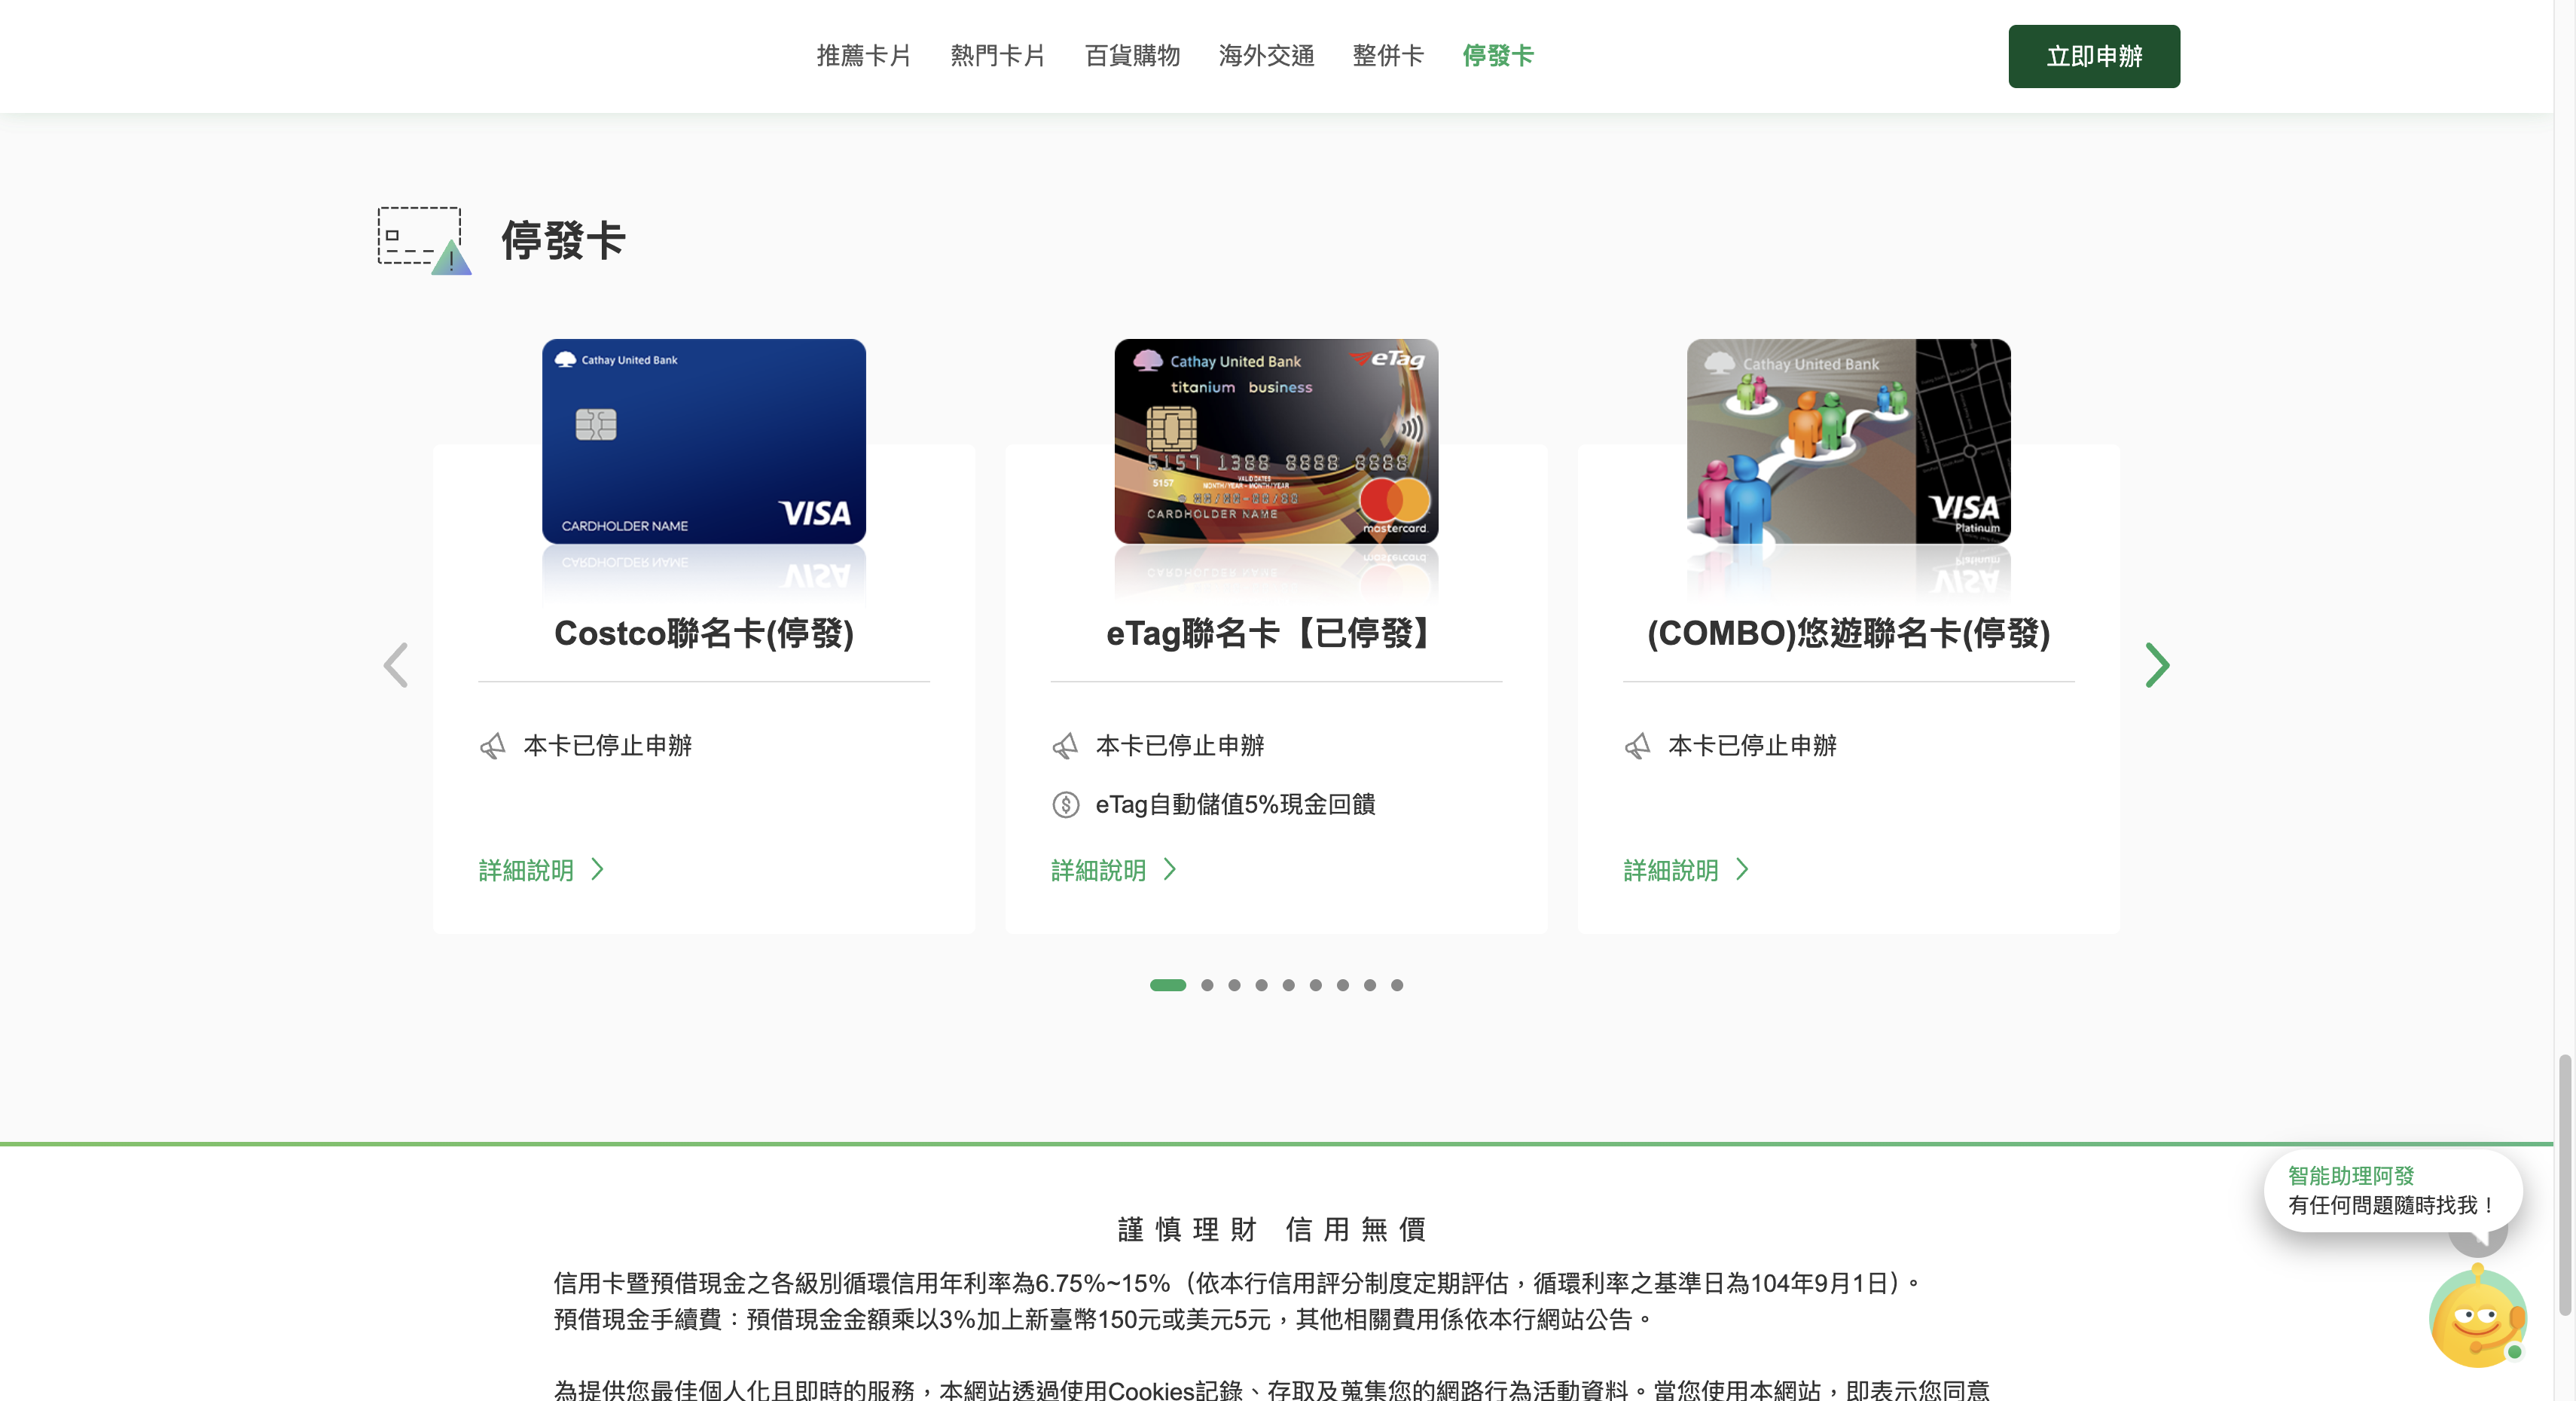 推薦卡片 熱門卡片 百貨購物 海外交通 整併卡 停發卡 立即申辦
停發卡
Cathay United Bank
CARDHOLDER NAME VISA
Cathay United Bank eTag
titanium business
5157 1388 8888 8888
5157 VALID DATES
MONTH/YEAR - MONTH/YEAR
CARDHOLDER NAME
mastercard
Cathay United Bank
VISA
Platinum
Costco聯名卡(停發)
本卡已停止申辦
詳細說明
eTag聯名卡【已停發】
本卡已停止申辦
eTag自動儲值5%現金回饋
詳細說明
(COMBO)悠遊聯名卡(停發)
本卡已停止申辦
詳細說明
智能助理阿發
有任何問題隨時找我！
謹慎理財 信用無價
信用卡暨預借現金之各級別循環信用年利率為6.75%~15%（依本行信用評分制度定期評估，循環利率之基準日為104年9月1日）。
預借現金手續費：預借現金金額乘以3%加上新臺幣150元或美元5元，其他相關費用係依本行網站公告。
為提供您最佳個人化且即時的服務，本網站透過使用Cookies記錄、存取及蒐集您的網路行為活動資料。當您使用本網站，即表示您同意